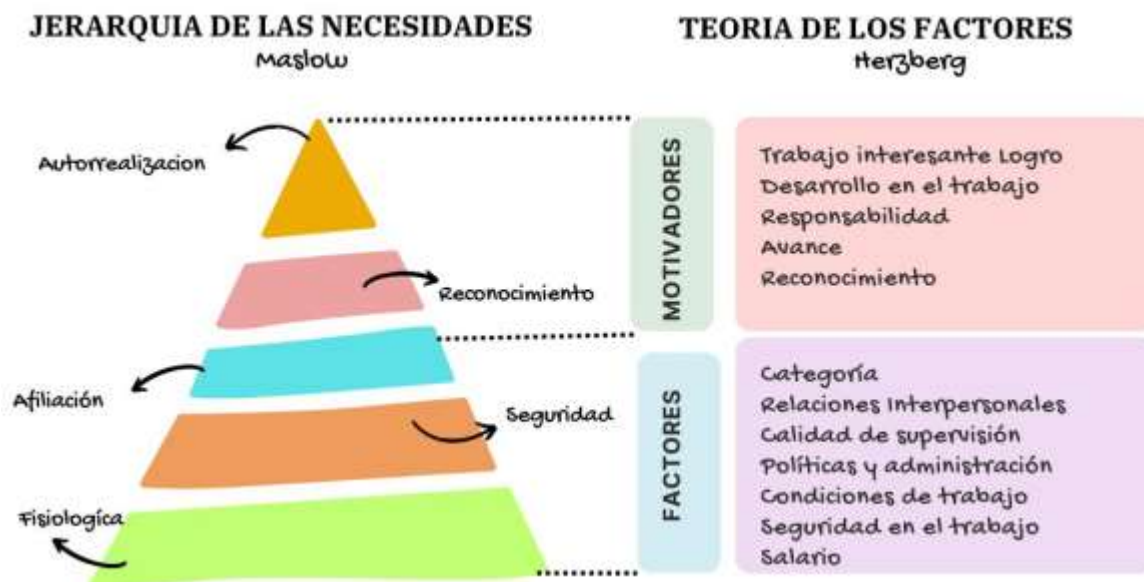 JERARQUIA DE LAS NECESIDADES
Maslow
Autorrealizacion
Reconocimiento
Afiliación
Seguridad
Fisiologíca
TEORIA DE LOS FACTORES
Herzberg
MOTIVADORES
Trabajo interesante Logro
Desarrollo en el trabajo
Responsabilidad
Avance
Reconocimiento
FACTORES
Categoría
Relaciones Interpersonales
Calidad de supervisión
Políticas y administración
Condiciones de trabajo
Seguridad en el trabajo
Salario